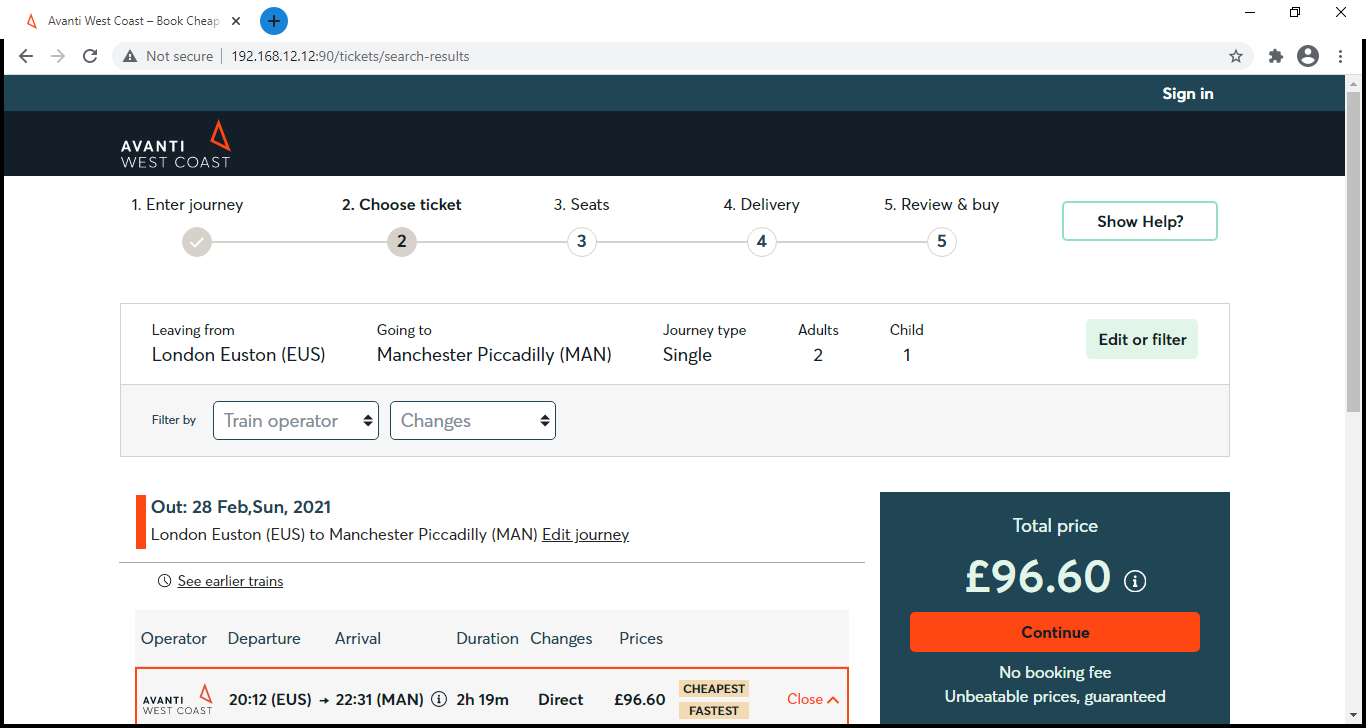 Avanti West Coast – Book Cheap
Not secure
192.168.12.12:90/tickets/search-results
Sign in
AVANTI
WEST COAST
1. Enter journey
2. Choose ticket
3. Seats
4. Delivery
5. Review & buy
2
3
4
5
Show Help?
Leaving from
London Euston (EUS)
Going to
Manchester Piccadilly (MAN)
Journey type
Single
Adults
2
Child
1
Edit or filter
Filter by
Train operator
Changes
Out: 28 Feb,Sun, 2021
London Euston (EUS) to Manchester Piccadilly (MAN) Edit journey
See earlier trains
Operator Departure Arrival Duration Changes Prices
AVANTI
WEST COAST
20:12 (EUS) → 22:31 (MAN) 2h 19m Direct £96.60
CHEAPEST
FASTEST
Close
Total price
£96.60
Continue
No booking fee
Unbeatable prices, guaranteed